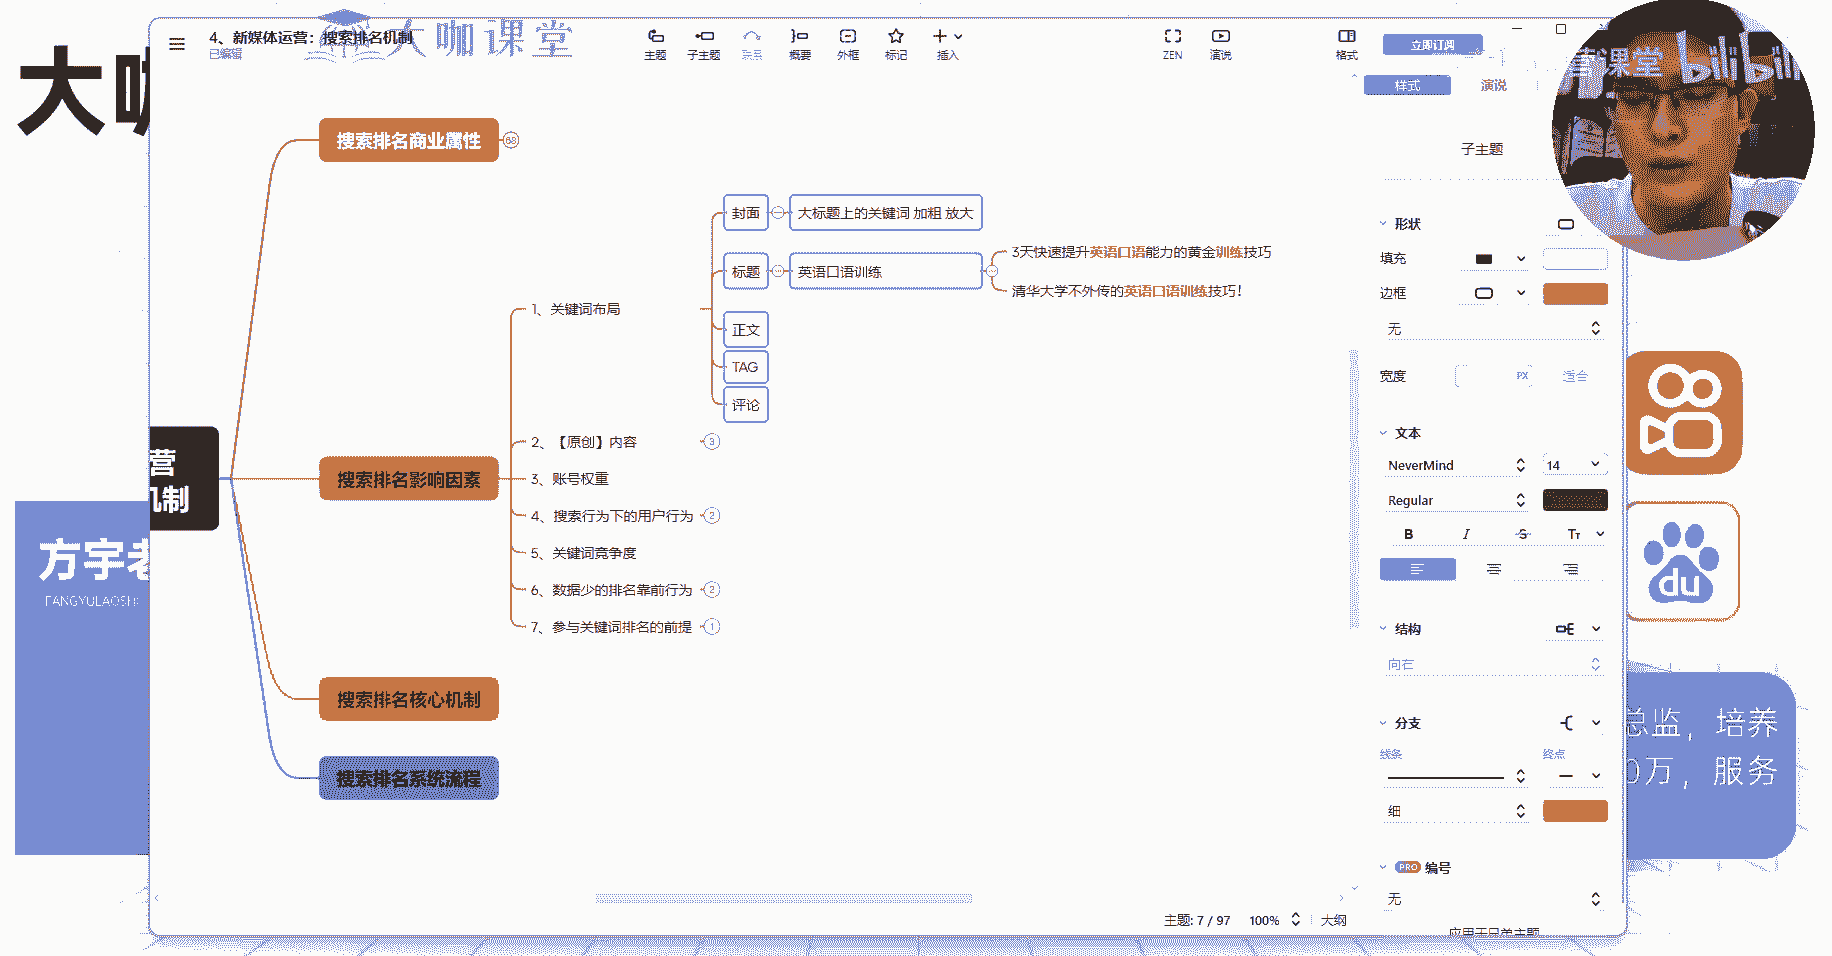 4、新媒体运营：搜索排名机制
已编辑
大咖课堂
主题
子主题
联系
概要
外框
标记
插入
ZEN
演说
格式
立即订阅
营课堂 bilibili
大咖
样式
演说
子主题
搜索排名商业属性
68
封面
大标题上的关键词 加粗 放大
标题
英语口语训练
3天快速提升英语口语能力的黄金训练技巧
清华大学不外传的英语口语训练技巧！
1、关键词布局
正文
TAG
评论
2、【原创】内容
3
搜索排名影响因素
3、账号权重
4、搜索行为下的用户行为
2
5、关键词竞争度
6、数据少的排名靠前行为
2
7、参与关键词排名的前提
1
营
机制
搜索排名核心机制
搜索排名系统流程
方宇老
FANGYULAOSHI
形状
填充
边框
无
宽度
PX
适合
文本
NeverMind
14
Regular
B
I
S
TT
结构
向右
分支
线条
终点
细
PRO 编号
无
应用于兄弟主题
主题: 7 / 97
100%
大纲
du
总监，培养
0万，服务